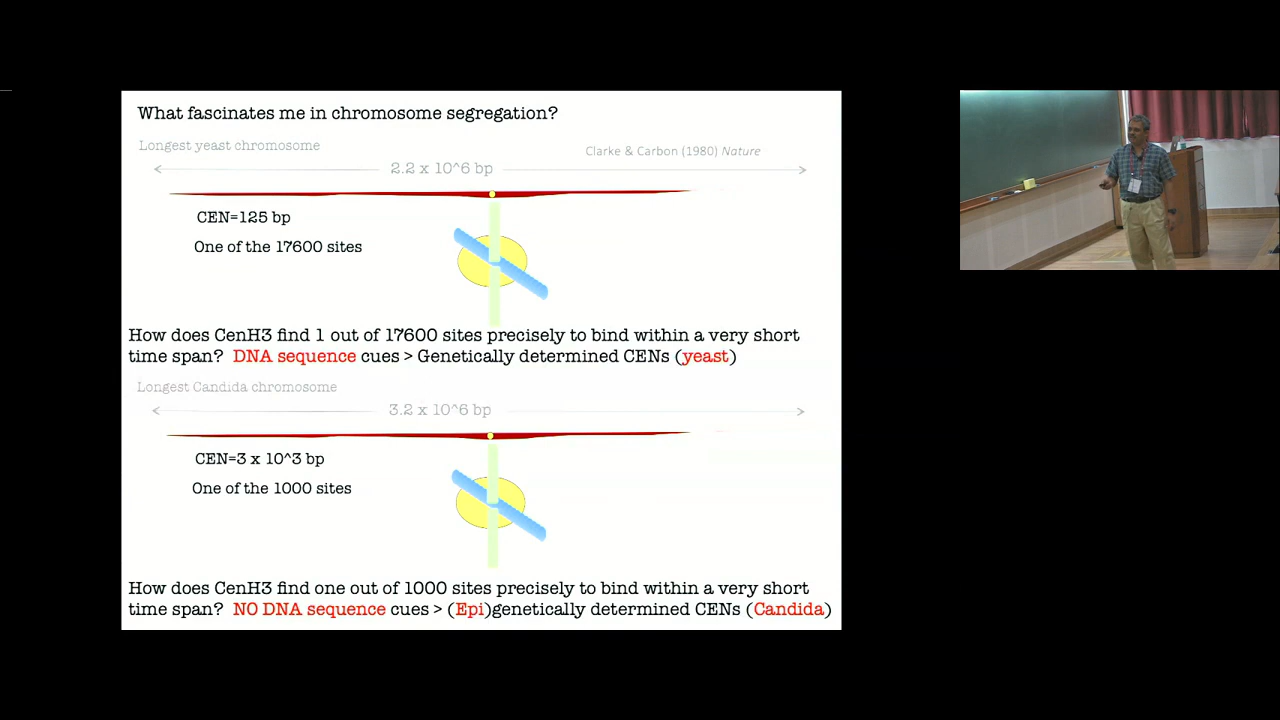 What fascinates me in chromosome segregation?
Longest yeast chromosome
Clarke & Carbon (1980) Nature
2.2 x 10^6 bp
CEN=125 bp
One of the 17600 sites
How does CenH3 find 1 out of 17600 sites precisely to bind within a very short
time span? DNA sequence cues > Genetically determined CENs (yeast)
Longest Candida chromosome
3.2 x 10^6 bp
CEN=3 x 10^3 bp
One of the 1000 sites
How does CenH3 find one out of 1000 sites precisely to bind within a very short
time span? NO DNA sequence cues > (Epi)genetically determined CENs (Candida)